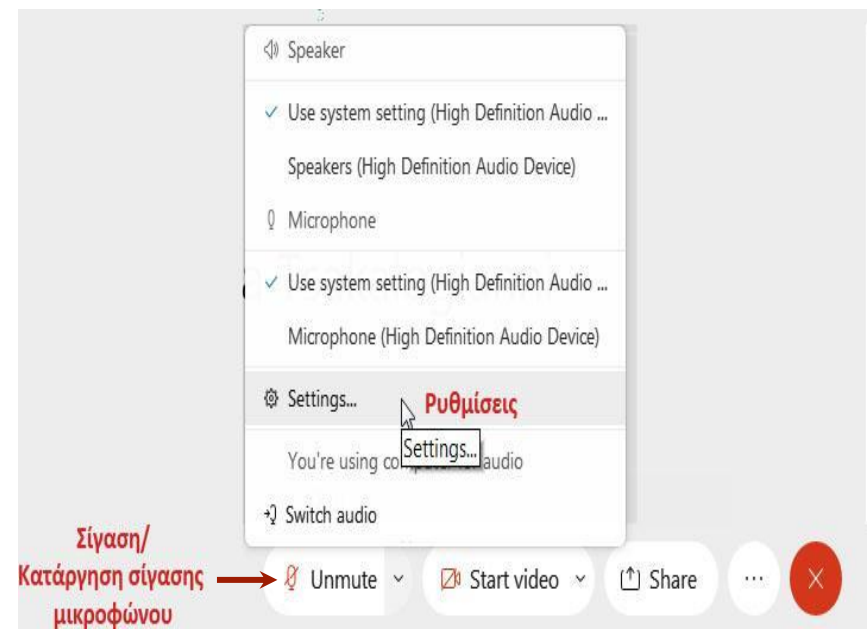 Speaker
Use system setting (High Definition Audio ...
Speakers (High Definition Audio Device)
Microphone
Use system setting (High Definition Audio ...
Microphone (High Definition Audio Device)
Settings...
Ρυθμίσεις
Settings...
You're using audio
Switch audio
Σίγαση/
Κατάργηση σίγασης
μικροφώνου
Unmute
Start video
Share
...